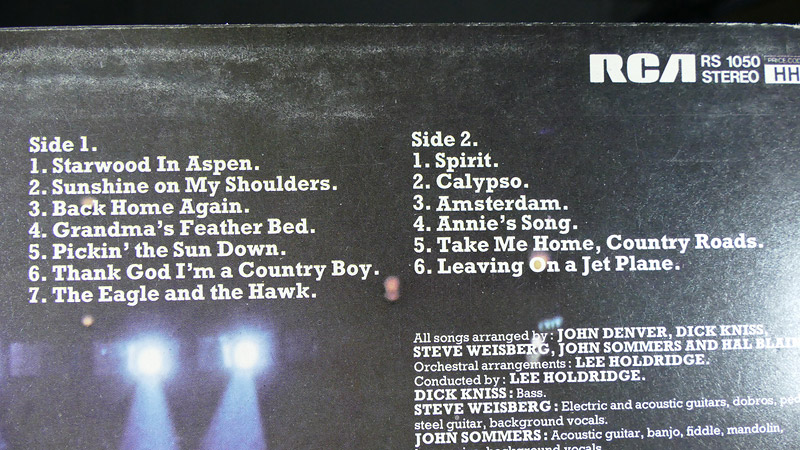 RCA RS 1050
STEREO
PRICE CODE
HH
Side 1.
1. Starwood In Aspen.
2. Sunshine on My Shoulders.
3. Back Home Again.
4. Grandma's Feather Bed.
5. Pickin' the Sun Down.
6. Thank God I'm a Country Boy.
7. The Eagle and the Hawk.
Side 2.
1. Spirit.
2. Calypso.
3. Amsterdam.
4. Annie's Song.
5. Take Me Home, Country Roads.
6. Leaving On a Jet Plane.
All songs arranged by: JOHN DENVER, DICK KNISS,
STEVE WEISBERG, JOHN SOMMERS AND HAL BLAIN
Orchestral arrangements: LEE HOLDRIDGE.
Conducted by: LEE HOLDRIDGE.
DICK KNISS: Bass.
STEVE WEISBERG: Electric and acoustic guitars, dobros,
steel guitar, background vocals.
JOHN SOMMERS: Acoustic guitar, banjo, fiddle, mandolin,
background vocals.